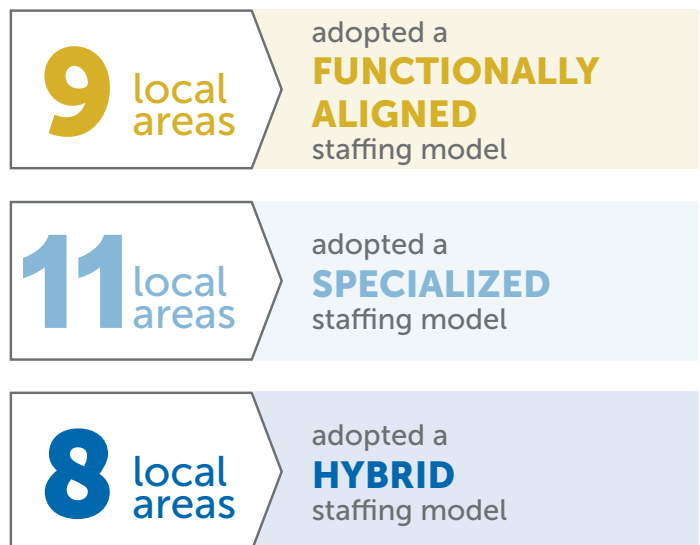 9 local areas
adopted a
FUNCTIONALLY
ALIGNED
staffing model
11 local areas
adopted a
SPECIALIZED
staffing model
8 local areas
adopted a
HYBRID
staffing model